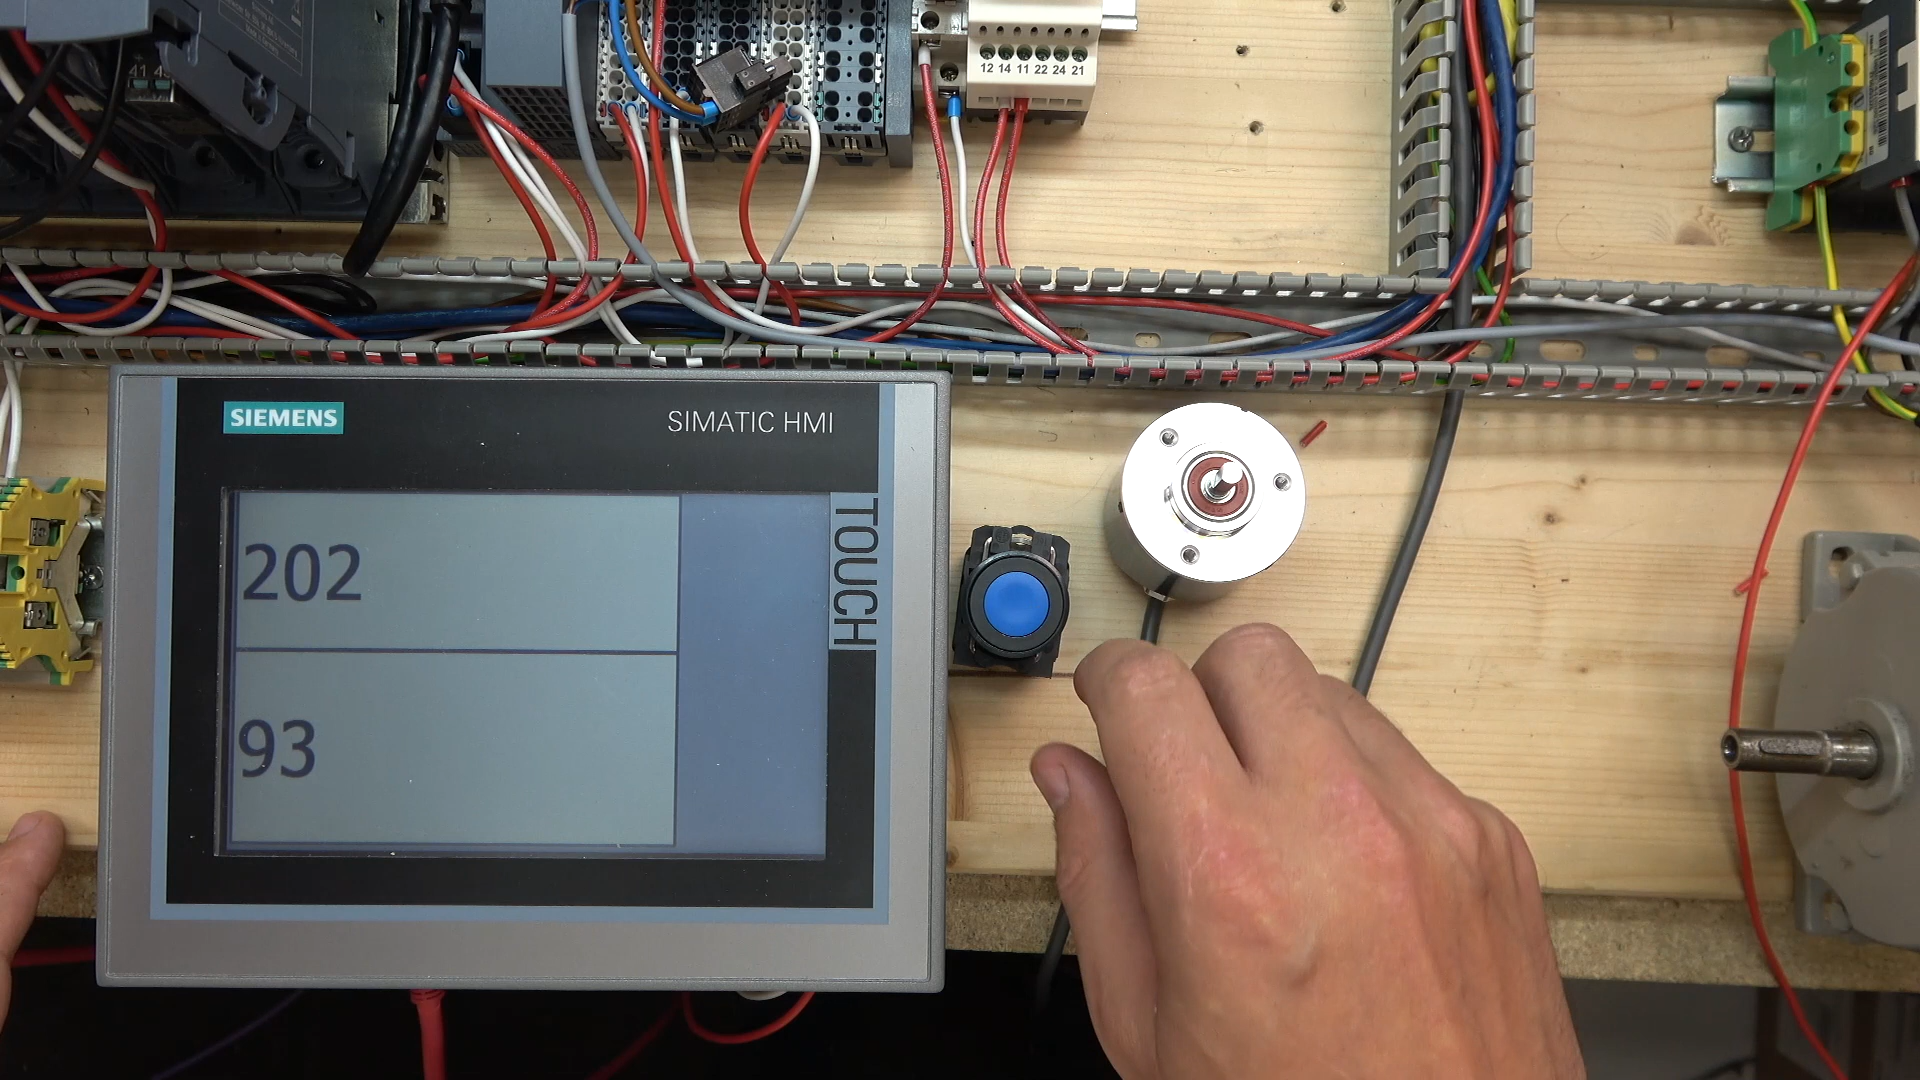 12 14 11 22 24 21
SIEMENS
SIMATIC HMI
TOUCH
202
93